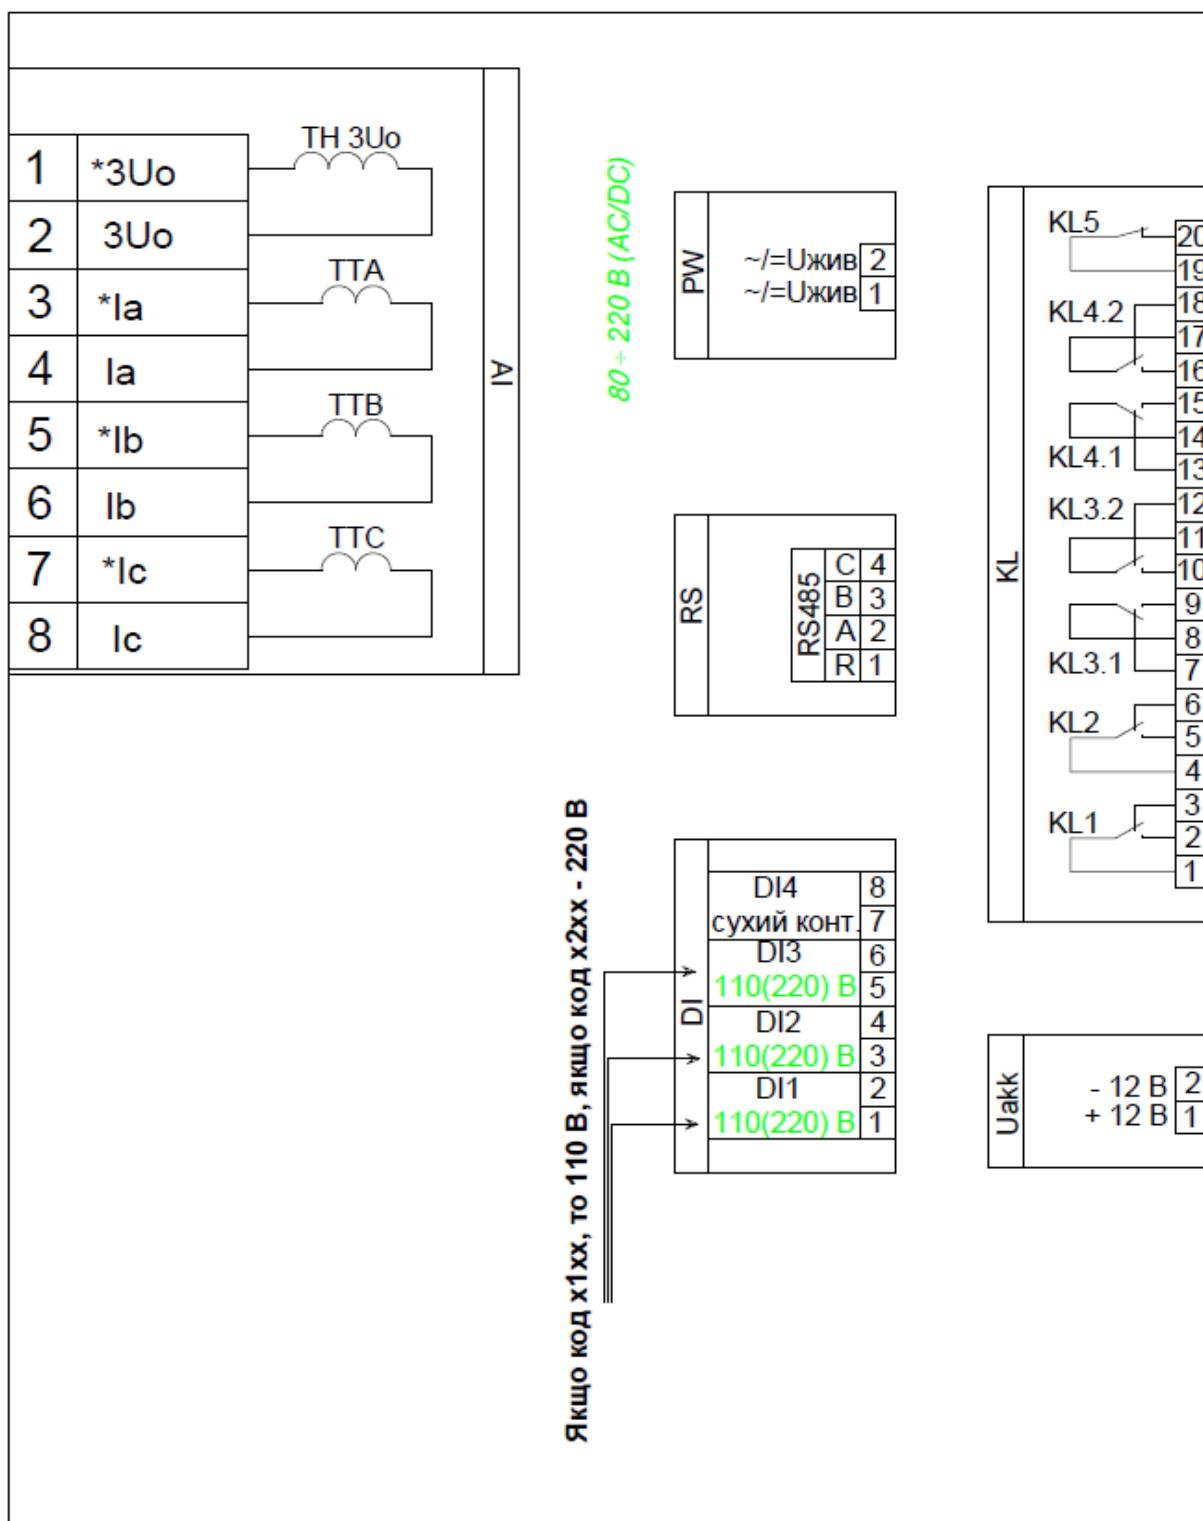 1 *3Uo
2 3Uo
3 *Ia
4 Ia
5 *Ib
6 Ib
7 *Ic
8 Ic
ТН 3Uo
ТТА
ТТВ
ТТС
AI
80 ÷ 220 В (AC/DC)
PW
~/=Uжив 2
~/=Uжив 1
RS
RS485
C 4
B 3
A 2
R 1
Якщо код х1хх, то 110 В, якщо код х2хх - 220 В
DI
DI4 8
сухий конт. 7
DI3 6
110(220) В 5
DI2 4
110(220) В 3
DI1 2
110(220) В 1
KL
KL5
KL4.2
KL4.1
KL3.2
KL3.1
KL2
KL1
20
19
18
17
16
15
14
13
12
11
10
9
8
7
6
5
4
3
2
1
Uakk
- 12 В 2
+ 12 В 1